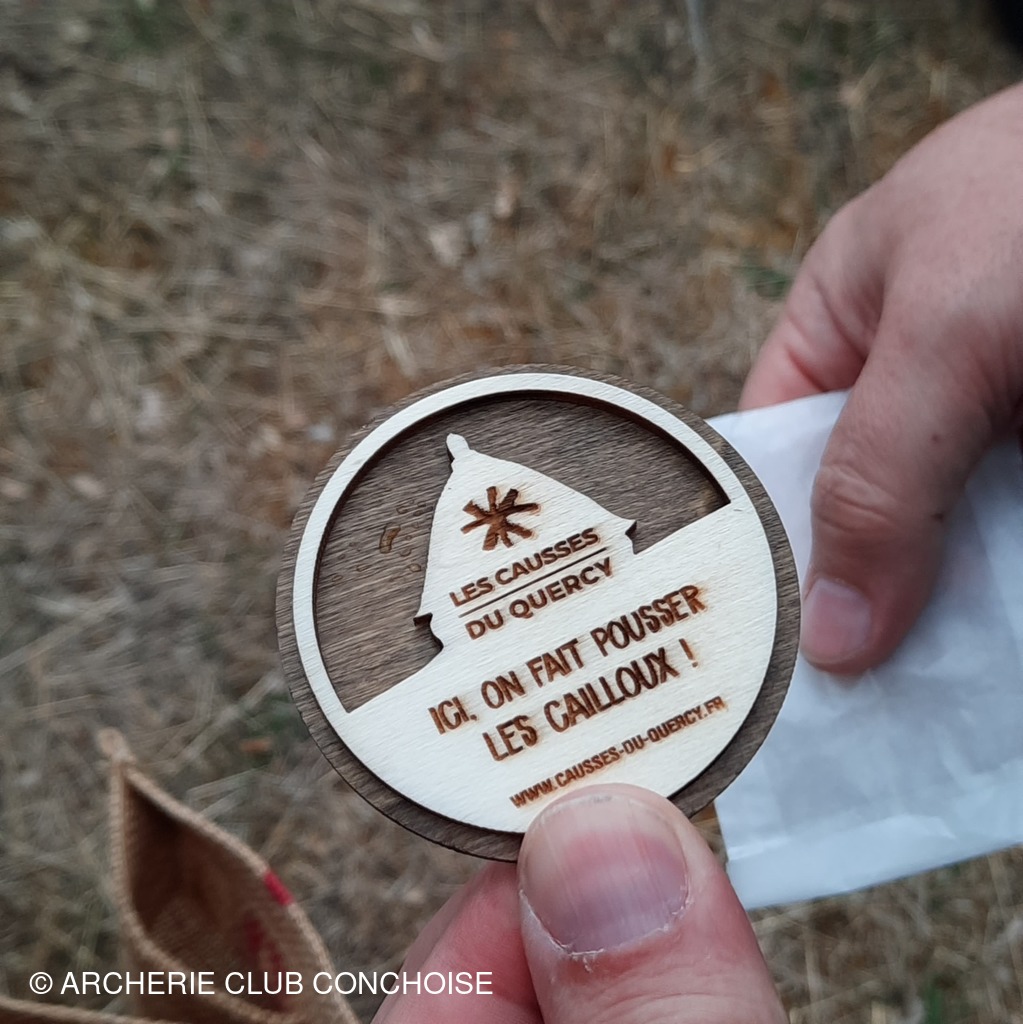 LES CAUSSES
DU QUERCY
ICI, ON FAIT POUSSER
LES CAILLOUX !
WWW.CAUSSES-DU-QUERCY.FR
© ARCHERIE CLUB CONCHOISE